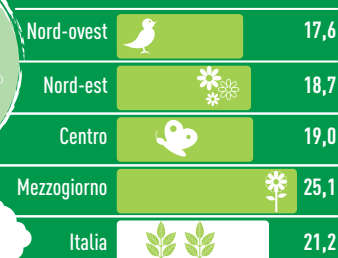 Nord-ovest 17,6
Nord-est 18,7
Centro 19,0
Mezzogiorno 25,1
Italia 21,2